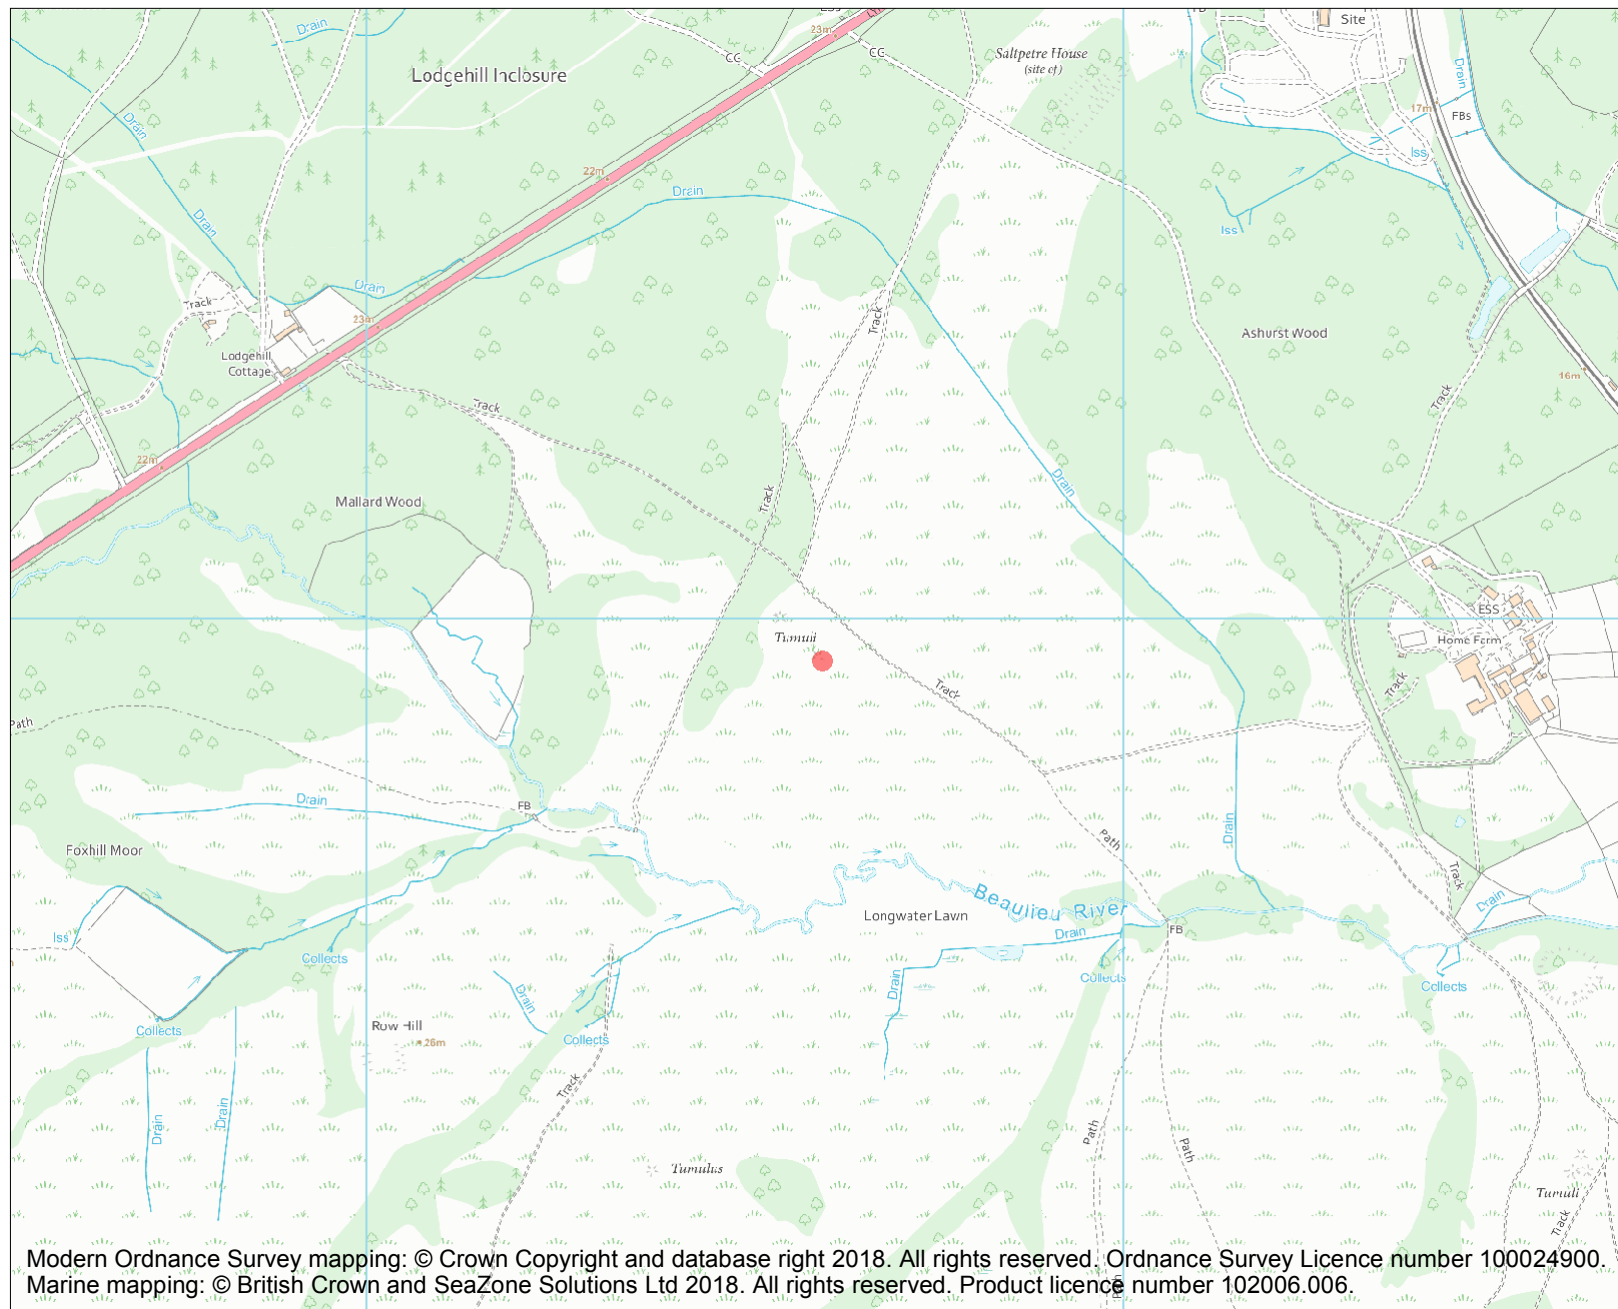 Drain
23m
CG
CG
Saltpetre House
(site of)
Site
Lodgehill Inclosure
Drain
17m
FBs
Drain
Iss
22m
Drain
Drain
Iss
Track
Drain
23m
Track
Ashurst Wood
Lodgehill
Cottage
16m
Track
Track
22m
Mallard Wood
Track
Drain
ESS
Tumuli
Home Farm
Track
Track
Path
Drain
FB
Drain
Path
Foxhill Moor
Track
Beaulieu River
Longwater Lawn
Drain
Iss
Drain
FB
Collects
Collects
Drain
Drain
Collects
Row Hill
26m
Collects
Collects
Track
Drain
Drain
Path
Path
Tumulus
Tumuli
Track
Path
Modern Ordnance Survey mapping: © Crown Copyright and database right 2018. All rights reserved. Ordnance Survey Licence number 100024900.
Marine mapping: © British Crown and SeaZone Solutions Ltd 2018. All rights reserved. Product licence number 102006.006.